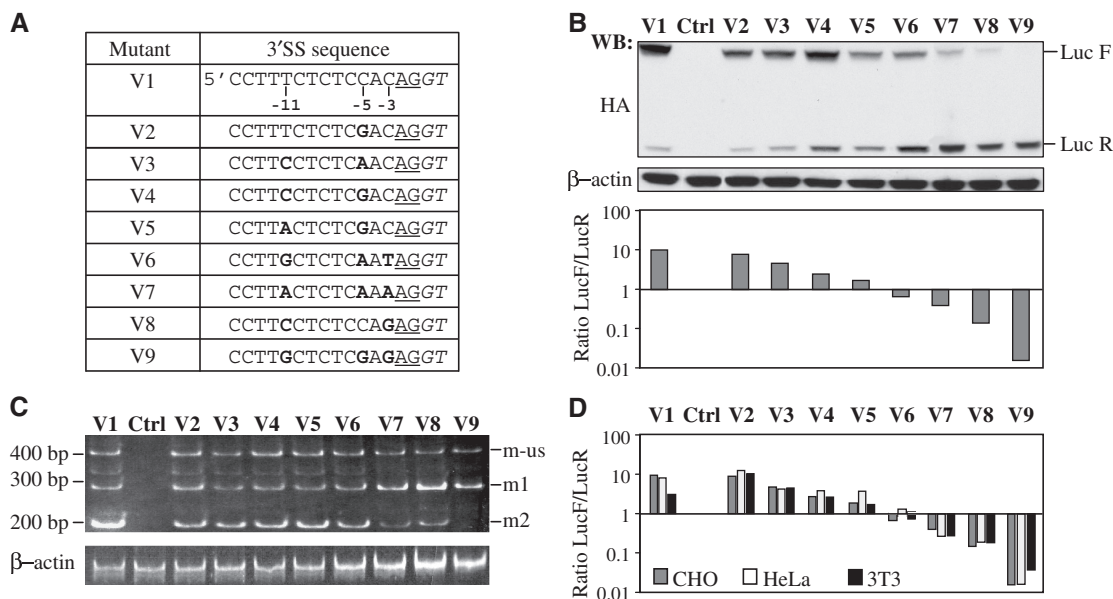 A
Mutant 3′SS sequence
V1 5′CCTTTCTCTCCACAGGT
-11 -5 -3
V2 CCTTTCTCTCGACAGGT
V3 CCTTCCTCTCAACAGGT
V4 CCTTCCTCTCGACAGGT
V5 CCTTACTCTCGACAGGT
V6 CCTTGCTCTCAATAGGT
V7 CCTTACTCTCAAAAGGT
V8 CCTTCCTCTCCAGAGGT
V9 CCTTGCTCTCGAGAGGT
B
V1 Ctrl V2 V3 V4 V5 V6 V7 V8 V9
WB:
Luc F
HA
Luc R
β–actin
Ratio LucF/LucR
100
10
1
0.1
0.01
C
V1 Ctrl V2 V3 V4 V5 V6 V7 V8 V9
400 bp m-us
300 bp m1
200 bp m2
β–actin
D
V1 Ctrl V2 V3 V4 V5 V6 V7 V8 V9
Ratio LucF/LucR
100
10
1
0.1
0.01
CHO HeLa 3T3